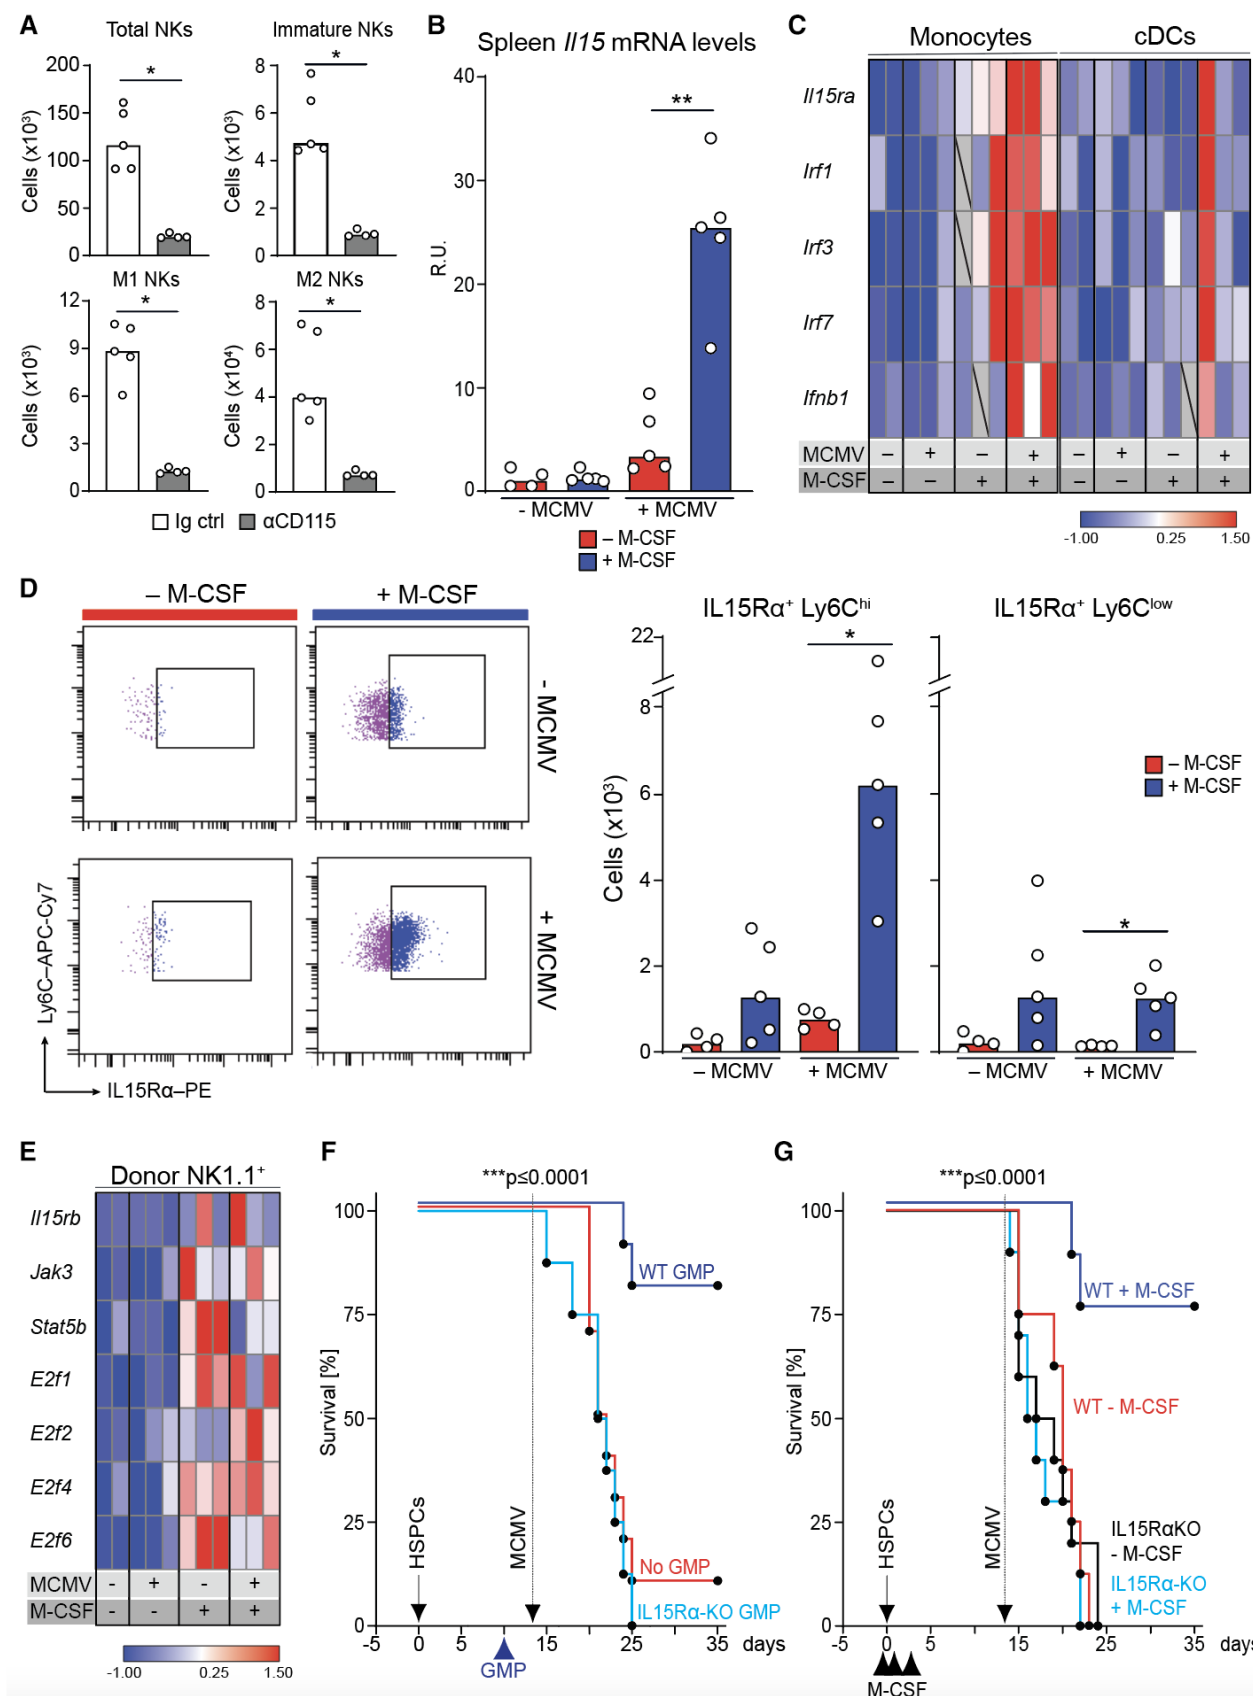 A
Total NKs
Immature NKs
200
150
100
50
0
Cells (x10³)
*
8
6
4
2
0
Cells (x10³)
*
M1 NKs
M2 NKs
12
9
6
3
0
Cells (x10³)
*
8
6
4
2
0
Cells (x10⁴)
*
Ig ctrl
αCD115
B
Spleen Il15 mRNA levels
40
30
20
10
0
R.U.
**
- MCMV
+ MCMV
– M-CSF
+ M-CSF
C
Monocytes
cDCs
Il15ra
Irf1
Irf3
Irf7
Ifnb1
MCMV – + – + – + – +
M-CSF – – + + – – + +
-1.00 0.25 1.50
D
– M-CSF
+ M-CSF
- MCMV
+ MCMV
Ly6C–APC-Cy7
IL15Rα–PE
IL15Rα⁺ Ly6Cʰⁱ
IL15Rα⁺ Ly6Cˡᵒʷ
22
8
6
4
2
0
Cells (x10³)
*
*
– MCMV
+ MCMV
– MCMV
+ MCMV
– M-CSF
+ M-CSF
E
Donor NK1.1⁺
Il15rb
Jak3
Stat5b
E2f1
E2f2
E2f4
E2f6
MCMV - + - +
M-CSF - - + +
-1.00 0.25 1.50
F
***p≤0.0001
100
75
50
25
0
Survival [%]
HSPCs
MCMV
WT GMP
No GMP
IL15Rα-KO GMP
-5 0 5 15 25 35 days
GMP
G
***p≤0.0001
100
75
50
25
0
Survival [%]
HSPCs
MCMV
WT + M-CSF
WT - M-CSF
IL15RαKO
- M-CSF
IL15Rα-KO
+ M-CSF
-5 0 5 15 25 35 days
M-CSF